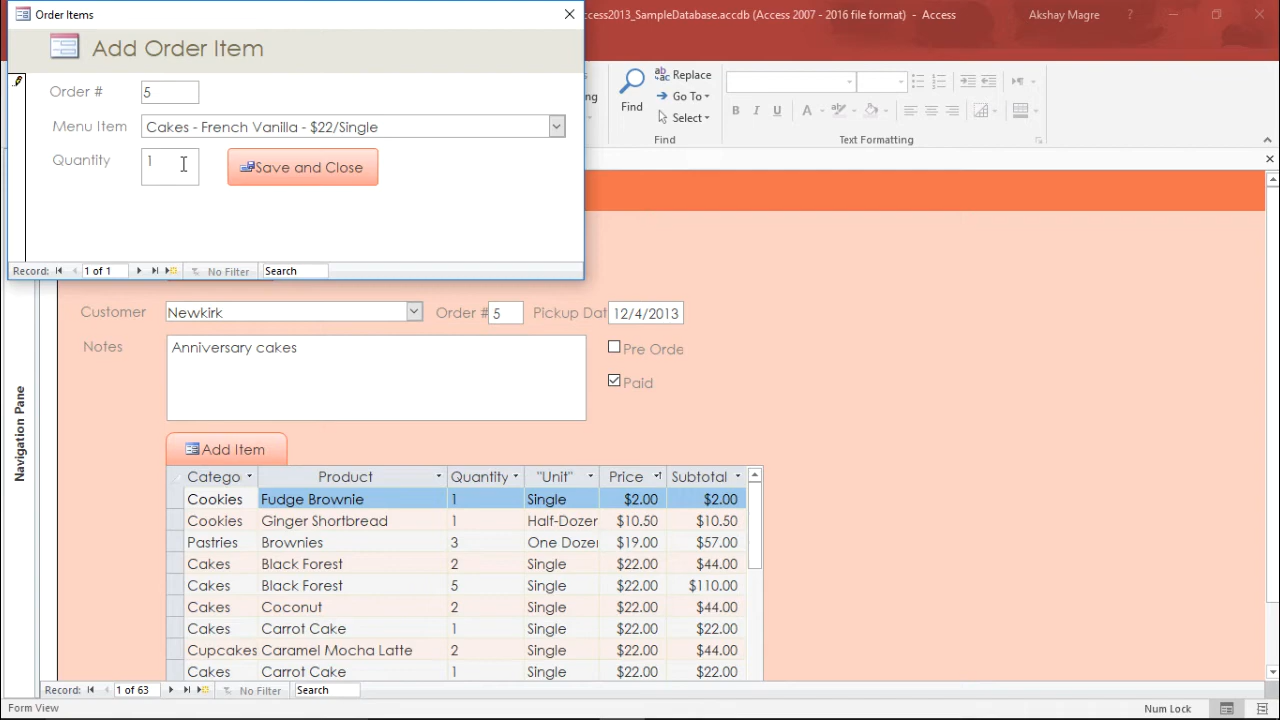 Order Items
ccess2013_SampleDatabase.accdb (Access 2007 - 2016 file format) - Access
Akshay Magre
?
Add Order Item
Order #
5
Menu Item
Cakes - French Vanilla - $22/Single
Quantity
1
Save and Close
Record:
1 of 1
No Filter
Search
ng
Find
Replace
Go To
Select
Find
B I U A
Text Formatting
Navigation Pane
Customer
Newkirk
Order #
5
Pickup Dat
12/4/2013
Notes
Anniversary cakes
Pre Orde
Paid
Add Item
Catego Product Quantity "Unit" Price Subtotal
Cookies Fudge Brownie 1 Single $2.00 $2.00
Cookies Ginger Shortbread 1 Half-Dozer $10.50 $10.50
Pastries Brownies 3 One Dozer $19.00 $57.00
Cakes Black Forest 2 Single $22.00 $44.00
Cakes Black Forest 5 Single $22.00 $110.00
Cakes Coconut 2 Single $22.00 $44.00
Cakes Carrot Cake 1 Single $22.00 $22.00
Cupcakes Caramel Mocha Latte 2 Single $22.00 $44.00
Cakes Carrot Cake 1 Single $22.00 $22.00
Record:
1 of 63
No Filter
Search
Form View
Num Lock